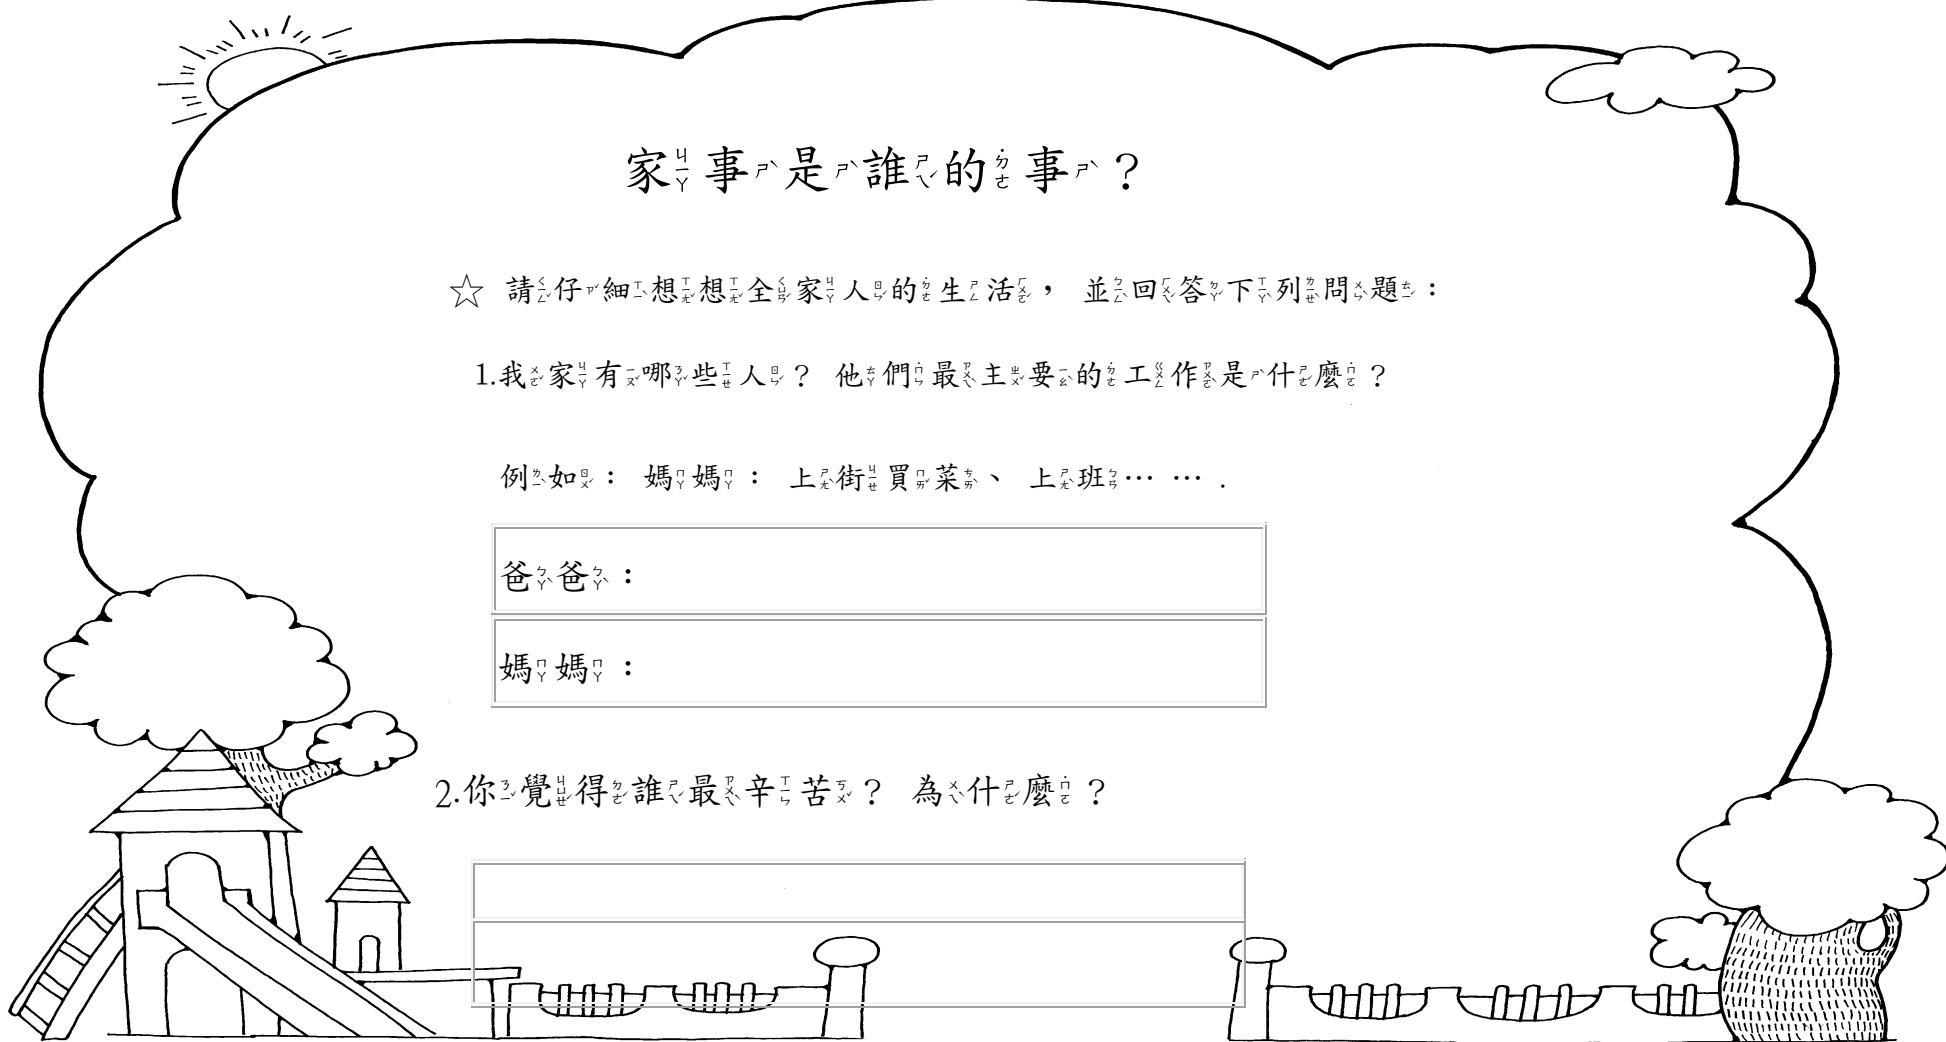 家事是誰的事？
☆ 請仔細想想全家人的生活， 並回答下列問題：
1.我家有哪些人？ 他們最主要的工作是什麼？
例如： 媽媽： 上街買菜、 上班… … .
爸爸：
媽媽：
2.你覺得誰最辛苦？ 為什麼？